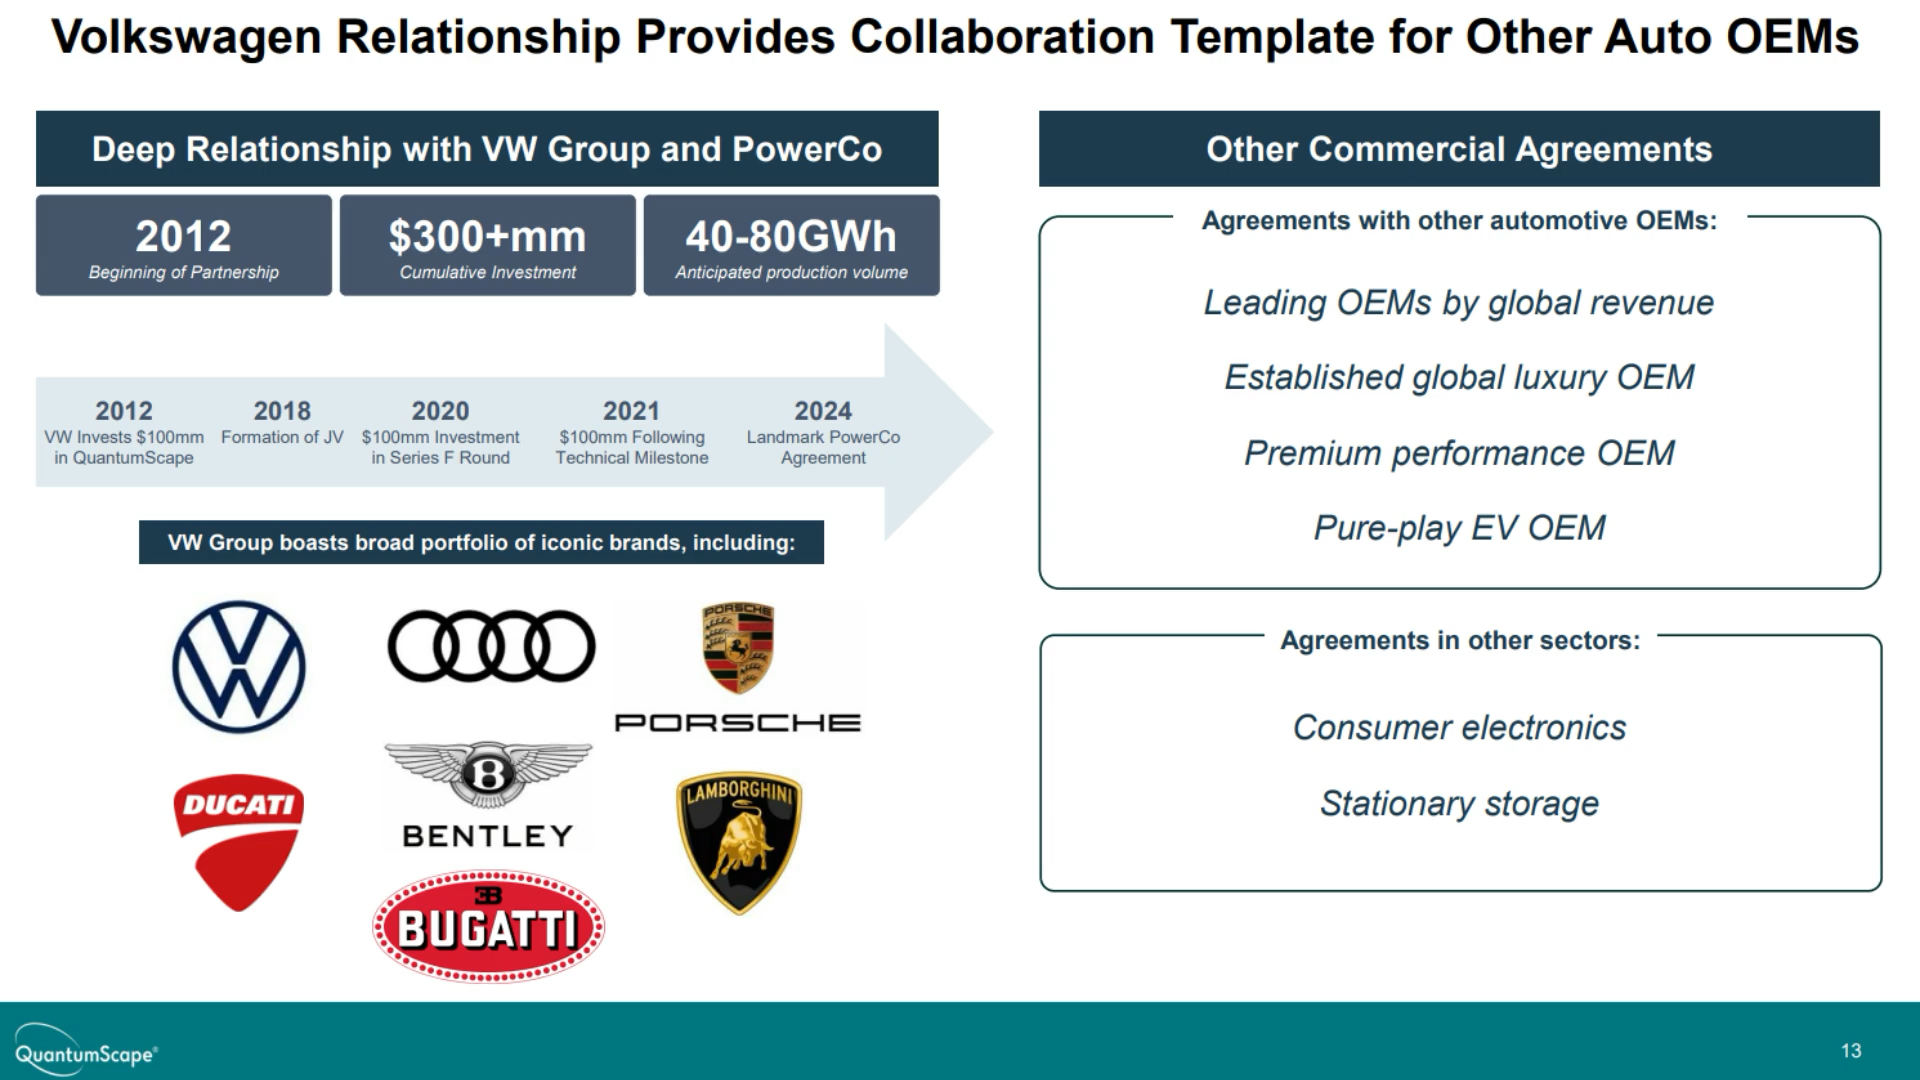 Volkswagen Relationship Provides Collaboration Template for Other Auto OEMs
Deep Relationship with VW Group and PowerCo
2012
Beginning of Partnership
$300+mm
Cumulative Investment
40-80GWh
Anticipated production volume
2012
VW Invests $100mm
in QuantumScape
2018
Formation of JV
2020
$100mm Investment
in Series F Round
2021
$100mm Following
Technical Milestone
2024
Landmark PowerCo
Agreement
VW Group boasts broad portfolio of iconic brands, including:
VW
PORSCHE
PORSCHE
DUCATI
B
BENTLEY
LAMBORGHINI
EB
BUGATTI
Other Commercial Agreements
Agreements with other automotive OEMs:
Leading OEMs by global revenue
Established global luxury OEM
Premium performance OEM
Pure-play EV OEM
Agreements in other sectors:
Consumer electronics
Stationary storage
QuantumScape®
13